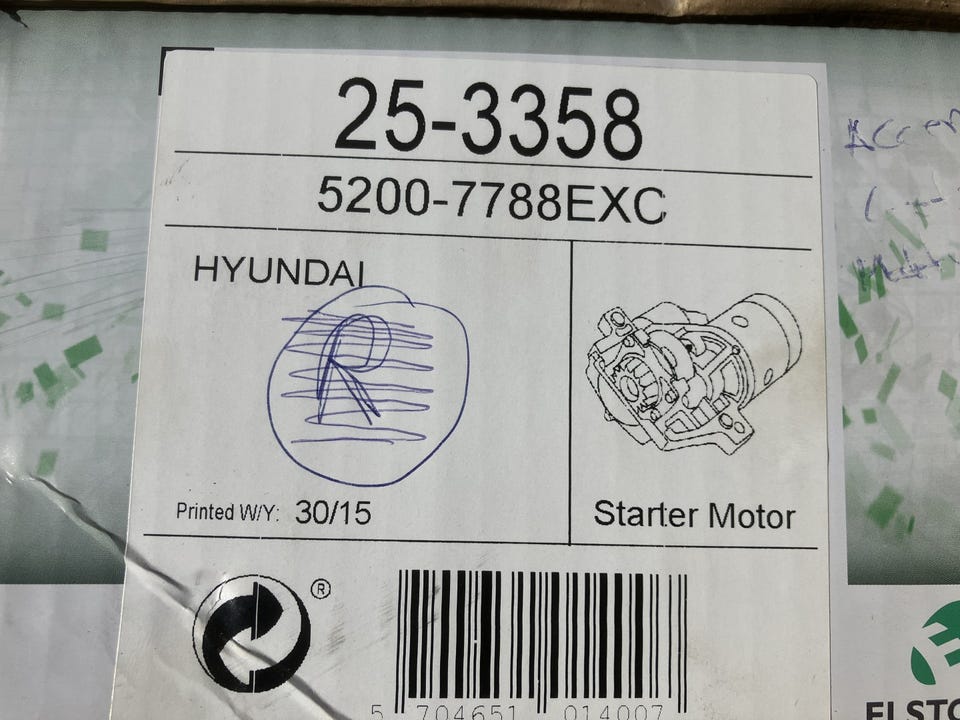 25-3358
5200-7788EXC
HYUNDAI
R
Printed W/Y: 30/15
Starter Motor
®
5 704651 014007